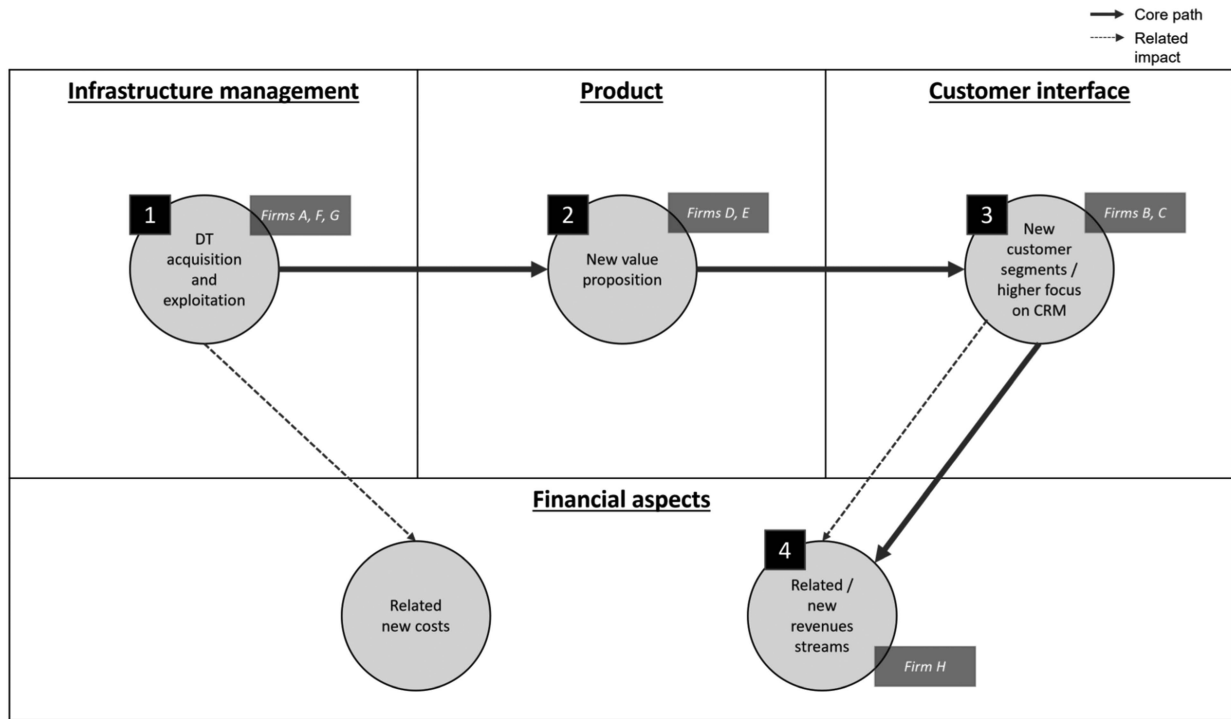 Core path
Related
impact
Infrastructure management
Product
Customer interface
1
Firms A, F, G
DT
acquisition
and
exploitation
2
Firms D, E
New value
proposition
3
Firms B, C
New
customer
segments /
higher focus
on CRM
Financial aspects
Related
new costs
4
Related /
new
revenues
streams
Firm H